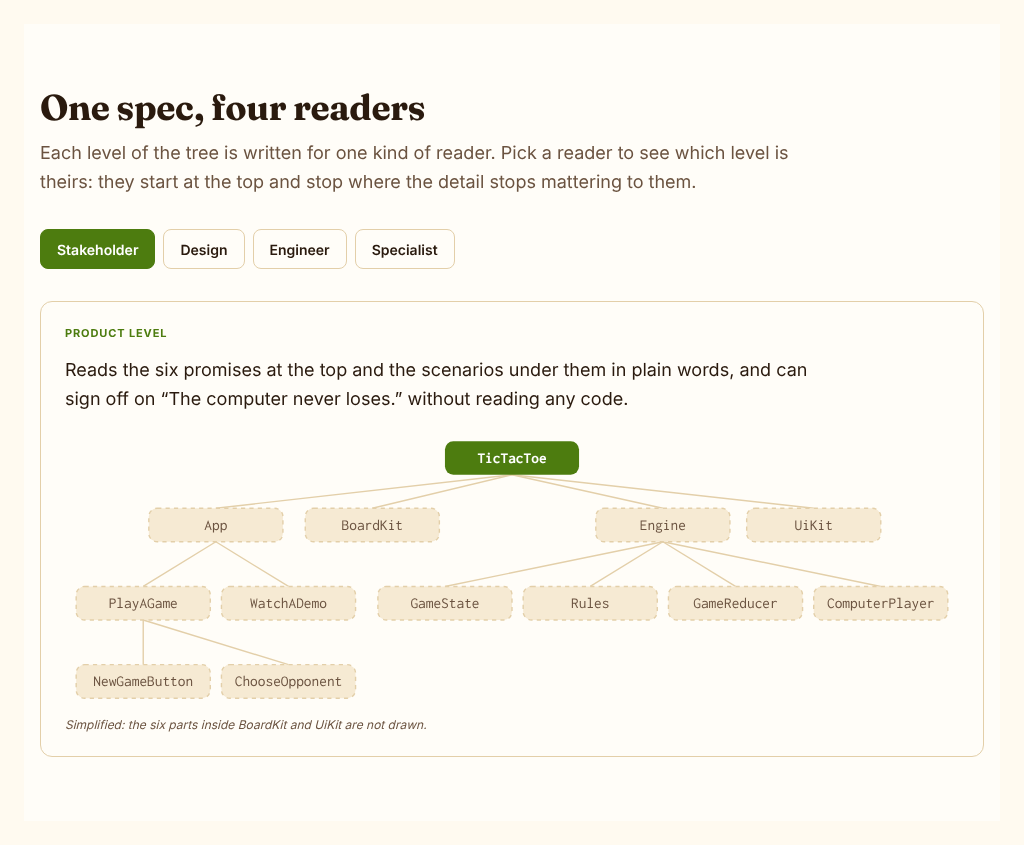 One spec, four readers
Each level of the tree is written for one kind of reader. Pick a reader to see which level is
theirs: they start at the top and stop where the detail stops mattering to them.
Stakeholder Design Engineer Specialist
PRODUCT LEVEL
Reads the six promises at the top and the scenarios under them in plain words, and can
sign off on “The computer never loses.” without reading any code.
TicTacToe
App BoardKit Engine UiKit
PlayAGame WatchADemo GameState Rules GameReducer ComputerPlayer
NewGameButton ChooseOpponent
Simplified: the six parts inside BoardKit and UiKit are not drawn.